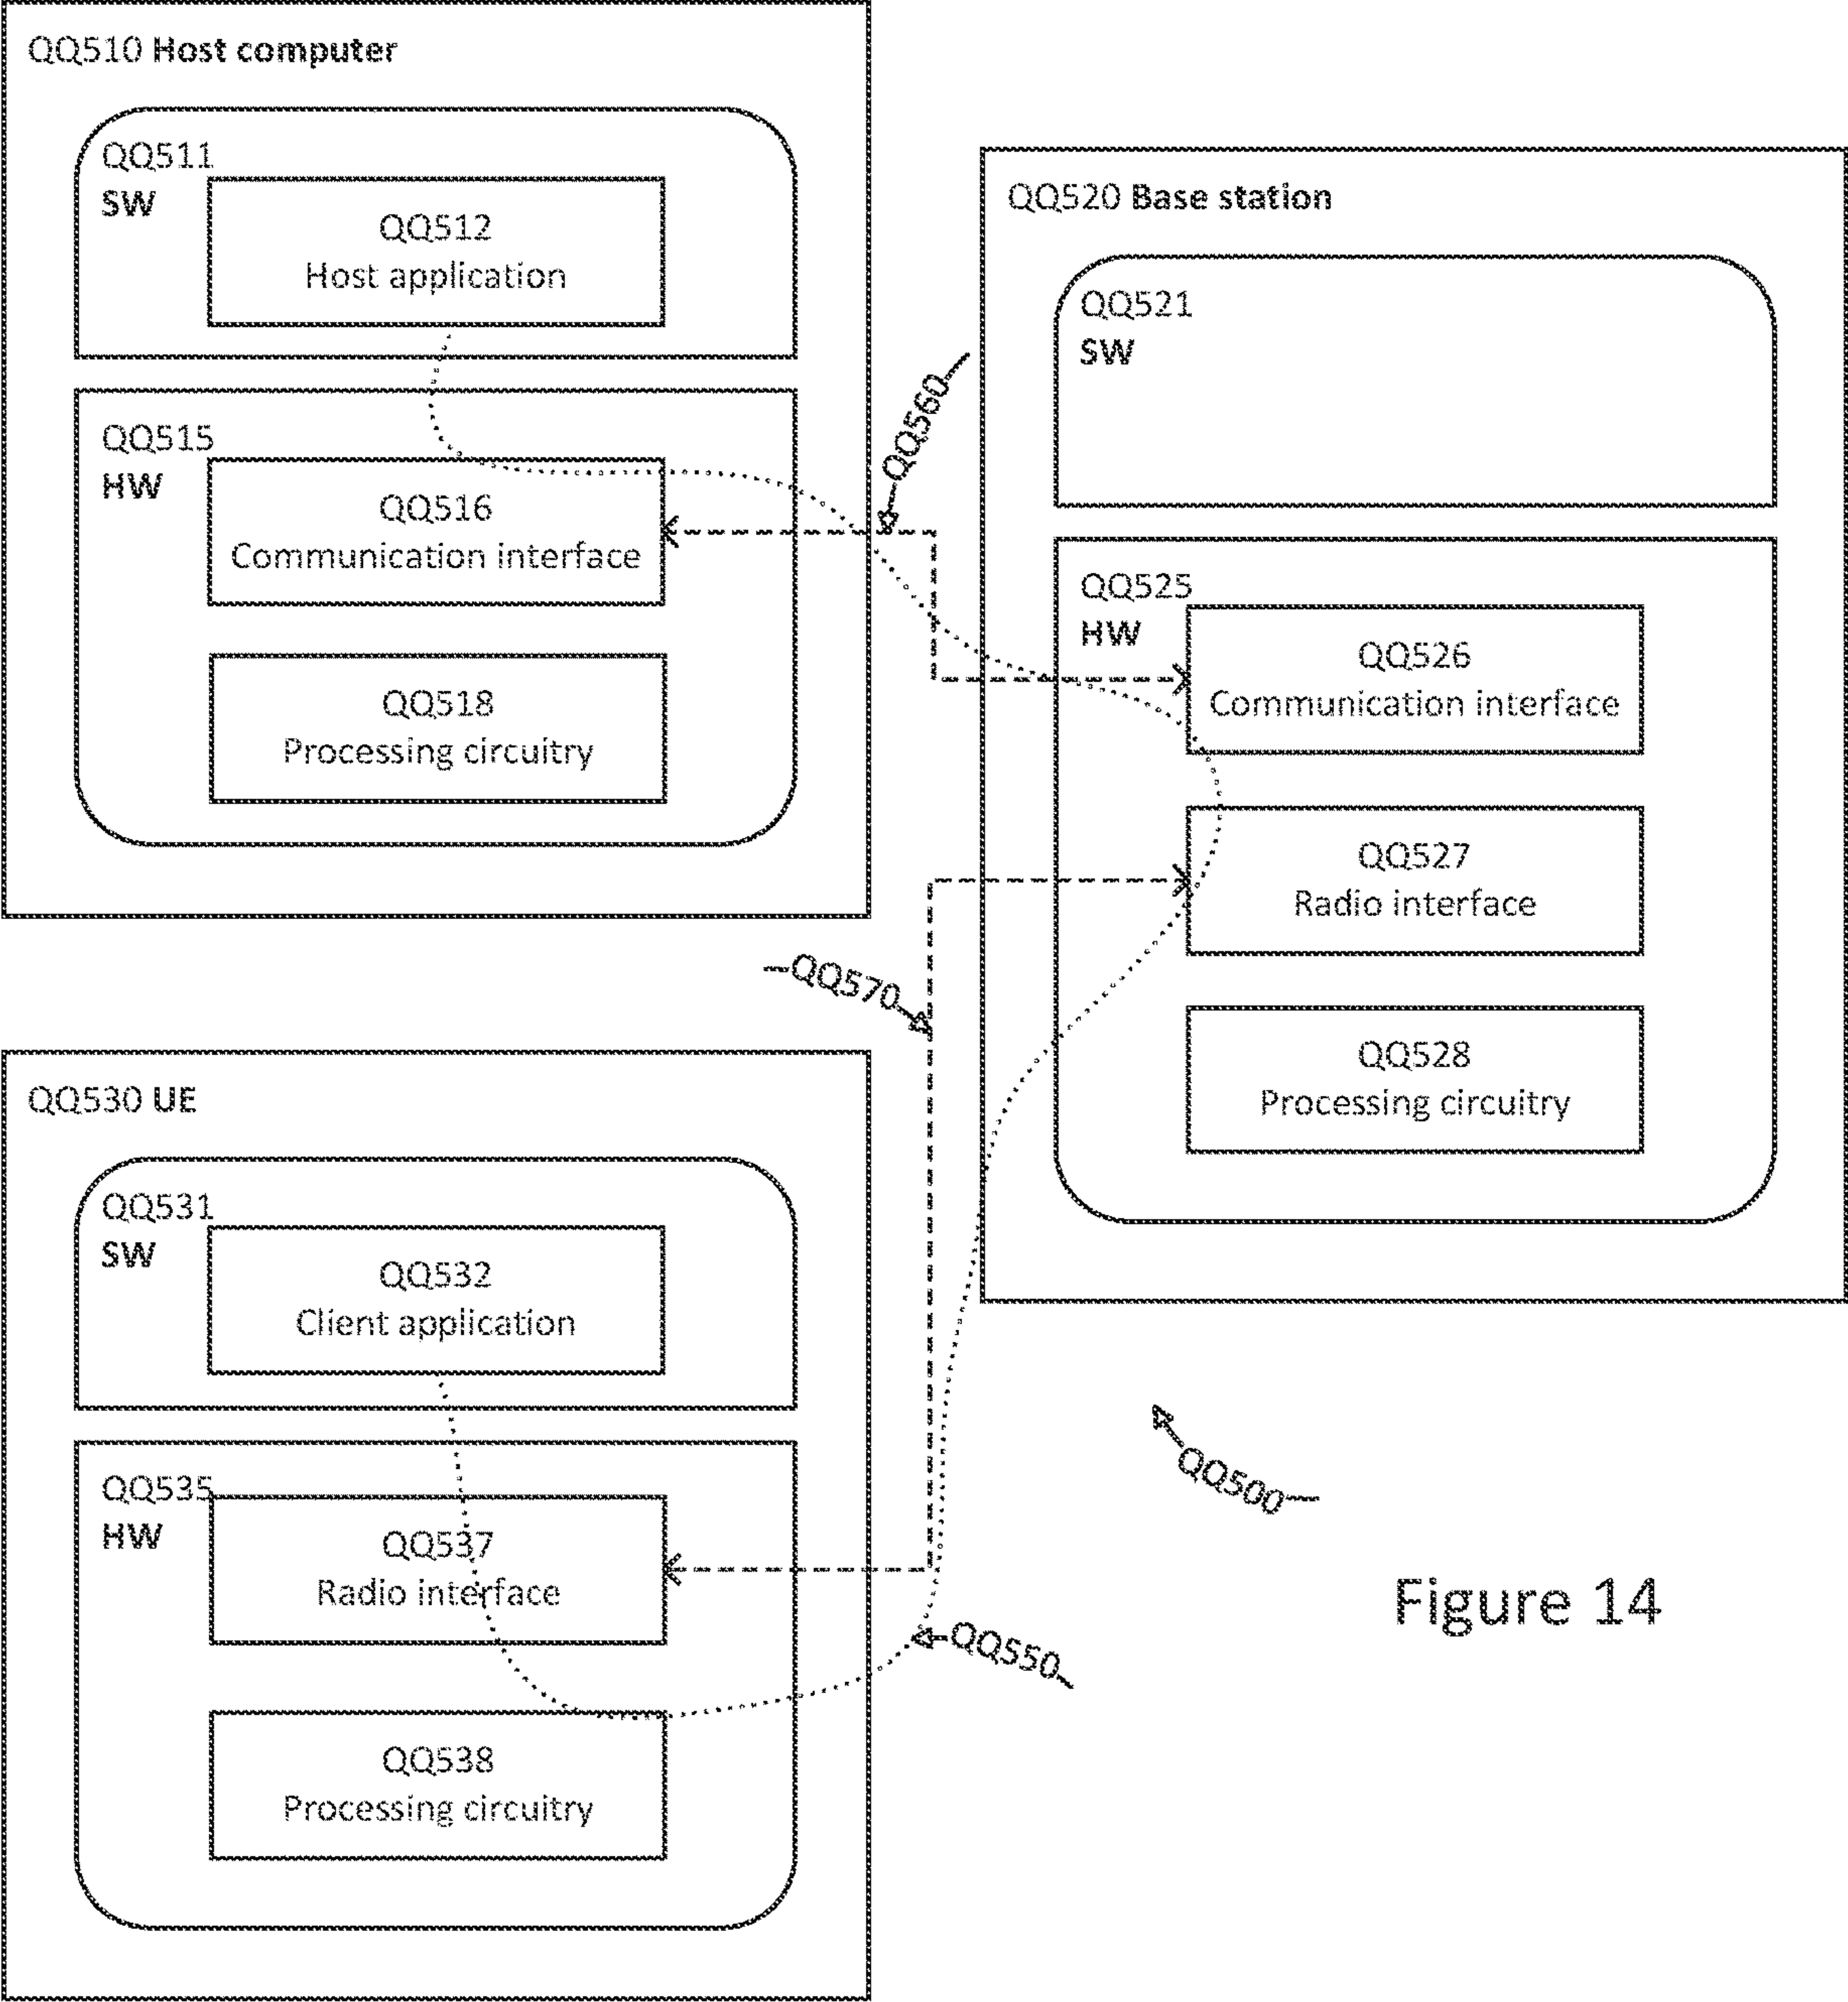 QQ510 Host computer
QQ511
SW
QQ512
Host application
QQ515
HW
QQ516
Communication interface
QQ518
Processing circuitry
QQ560
QQ520 Base station
QQ521
SW
QQ525
HW
QQ526
Communication interface
QQ527
Radio interface
QQ528
Processing circuitry
QQ570
QQ530 UE
QQ531
SW
QQ532
Client application
QQ535
HW
QQ537
Radio interface
QQ538
Processing circuitry
QQ550
QQ500
Figure 14